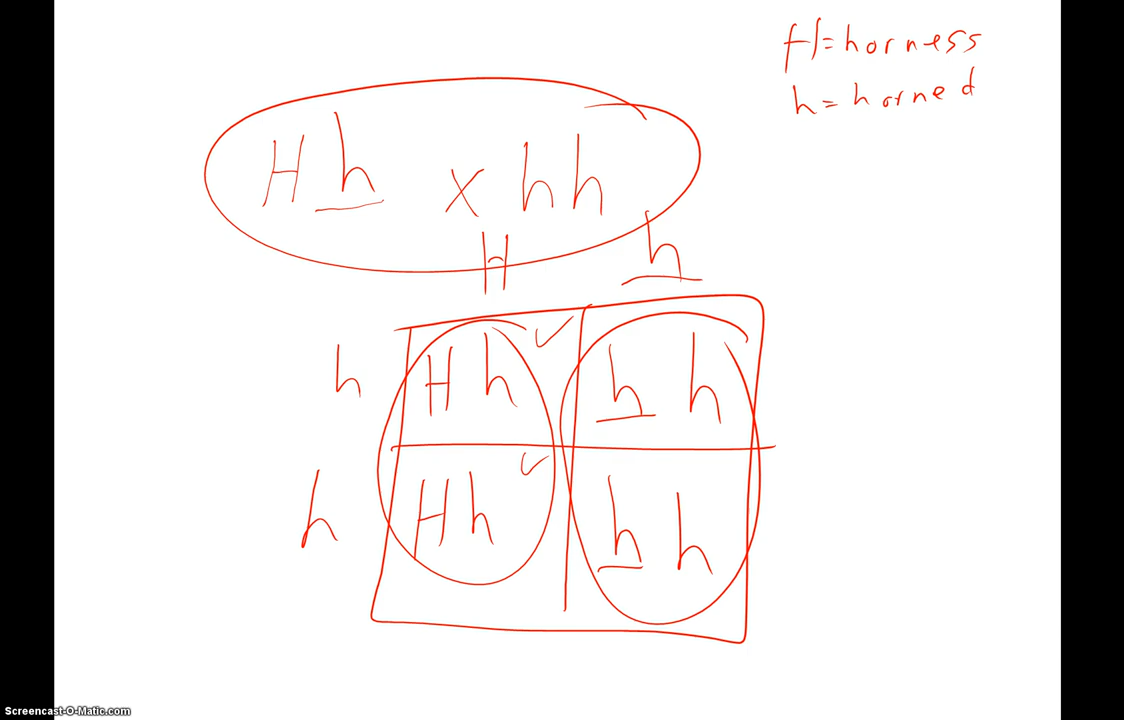 H = horness
h = horned
Hh x hh
H h
h Hh hh
h Hh hh
Screencast-O-Matic.com